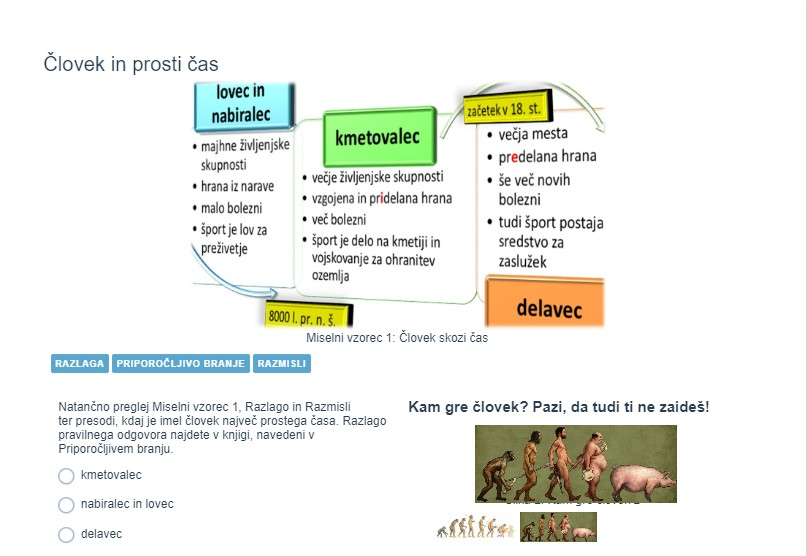 Človek in prosti čas
lovec in
nabiralec
• majhne življenjske
skupnosti
• hrana iz narave
• malo bolezni
• šport je lov za
preživetje
8000 l. pr. n. š.
kmetovalec
• večje življenjske skupnosti
• vzgojena in pridelana hrana
• več bolezni
• šport je delo na kmetiji in
vojskovanje za ohranitev
ozemlja
začetek v 18. st.
• večja mesta
• predelana hrana
• še več novih
bolezni
• tudi šport postaja
sredstvo za
zaslužek
delavec
Miselni vzorec 1: Človek skozi čas
RAZLAGA PRIPOROČLJIVO BRANJE RAZMISLI
Natančno preglej Miselni vzorec 1, Razlago in Razmisli
ter presodi, kdaj je imel človek največ prostega časa. Razlago
pravilnega odgovora najdete v knjigi, navedeni v
Priporočljivem branju.
kmetovalec
nabiralec in lovec
delavec
Kam gre človek? Pazi, da tudi ti ne zaideš!